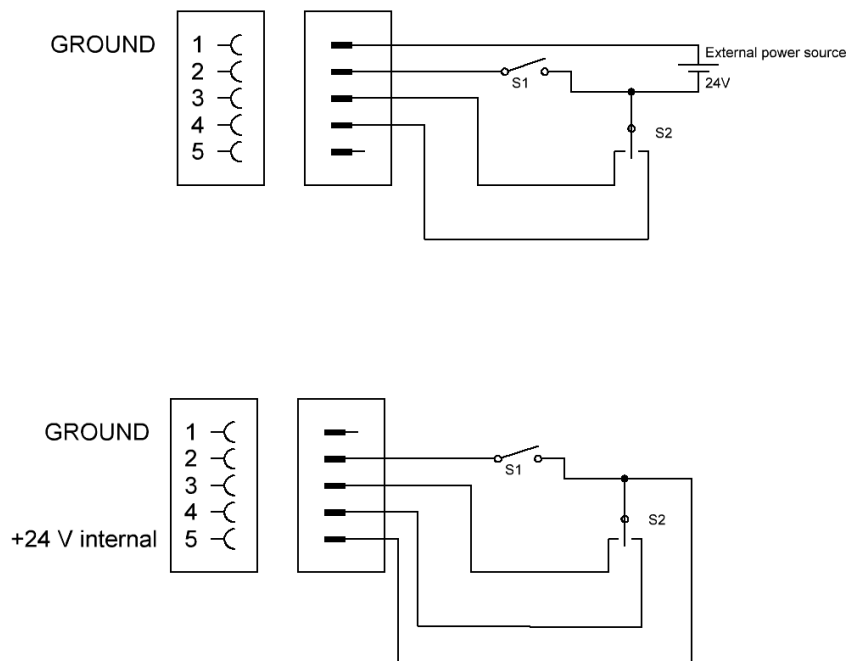 GROUND
1
2
3
4
5
S1
External power source
24V
S2
GROUND
1
2
3
4
+24 V internal 5
S1
S2